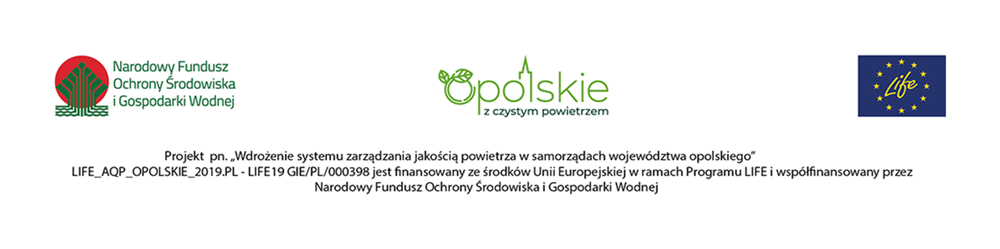 Narodowy Fundusz
Ochrony Środowiska
i Gospodarki Wodnej
Opolskie
z czystym powietrzem
Life
Projekt pn. „Wdrożenie systemu zarządzania jakością powietrza w samorządach województwa opolskiego”
LIFE_AQP_OPOLSKIE_2019.PL - LIFE19 GIE/PL/000398 jest finansowany ze środków Unii Europejskiej w ramach Programu LIFE i współfinansowany przez
Narodowy Fundusz Ochrony Środowiska i Gospodarki Wodnej